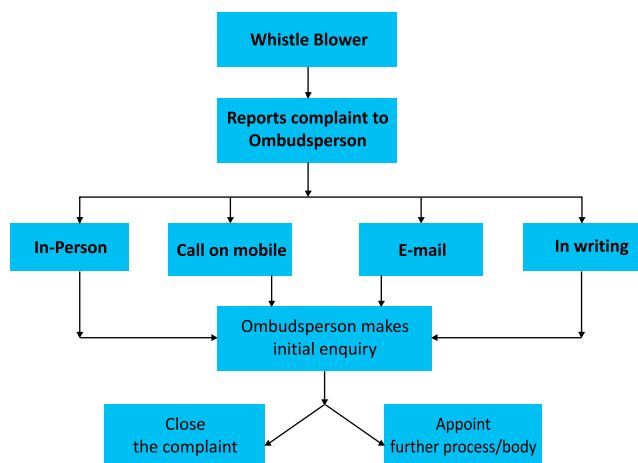 Whistle Blower
Reports complaint to
Ombudsperson
In-Person
Call on mobile
E-mail
In writing
Ombudsperson makes
initial enquiry
Close
the complaint
Appoint
further process/body